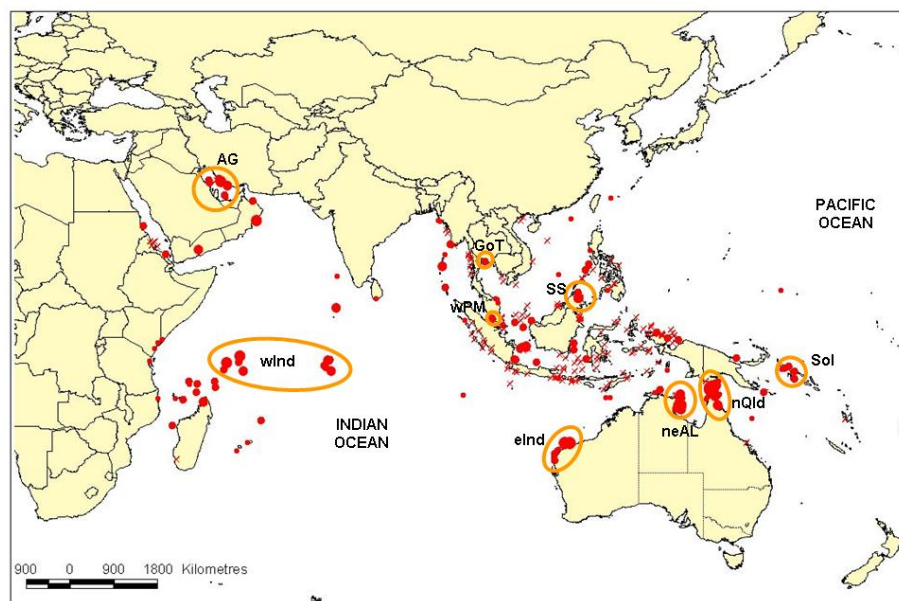 AG
PACIFIC
OCEAN
GoT
SS
wPM
wInd
Sol
nQld
neAL
eInd
INDIAN
OCEAN
900 0 900 1800 Kilometres